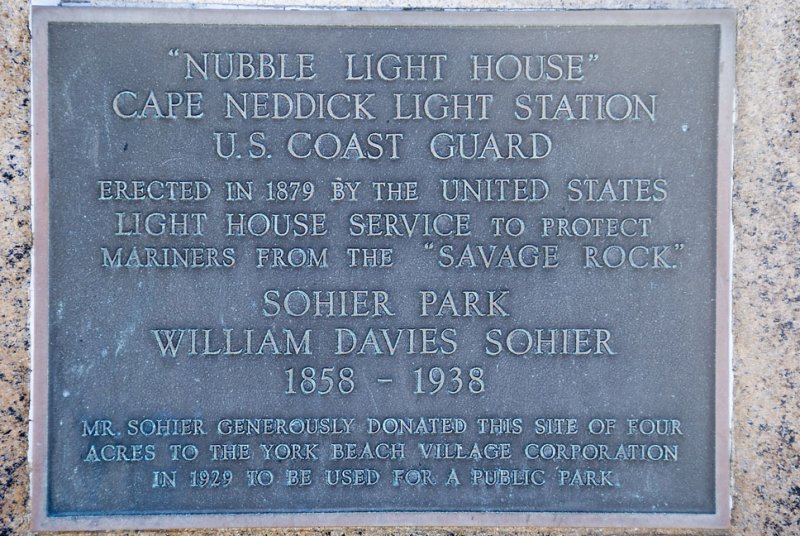 “NUBBLE LIGHT HOUSE”
CAPE NEDDICK LIGHT STATION
U.S. COAST GUARD
ERECTED IN 1879 BY THE UNITED STATES
LIGHT HOUSE SERVICE TO PROTECT
MARINERS FROM THE “SAVAGE ROCK.”
SOHIER PARK
WILLIAM DAVIES SOHIER
1858 - 1938
MR. SOHIER GENEROUSLY DONATED THIS SITE OF FOUR
ACRES TO THE YORK BEACH VILLAGE CORPORATION
IN 1929 TO BE USED FOR A PUBLIC PARK.